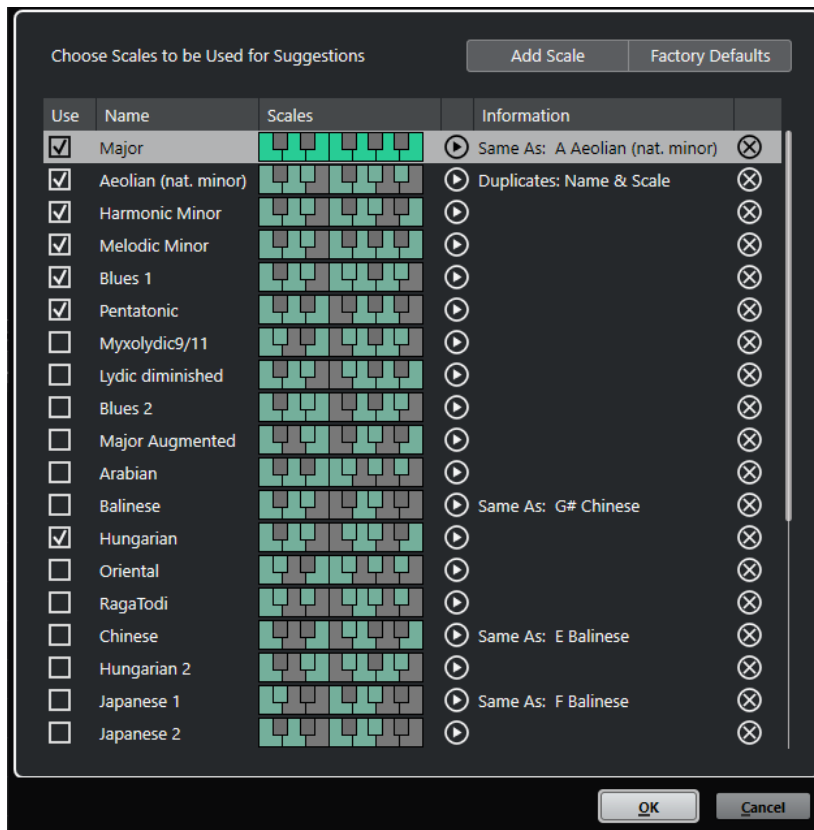 Choose Scales to be Used for Suggestions Add Scale Factory Defaults
Use Name Scales Information
Major Same As: A Aeolian (nat. minor)
Aeolian (nat. minor) Duplicates: Name & Scale
Harmonic Minor
Melodic Minor
Blues 1
Pentatonic
Myxolydic9/11
Lydic diminished
Blues 2
Major Augmented
Arabian
Balinese Same As: G# Chinese
Hungarian
Oriental
RagaTodi
Chinese Same As: E Balinese
Hungarian 2
Japanese 1 Same As: F Balinese
Japanese 2
OK Cancel